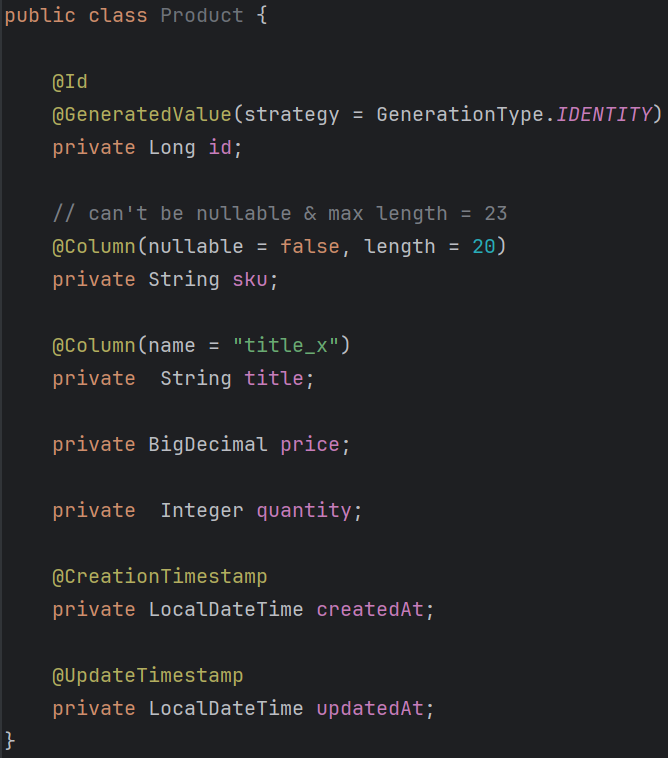 public class Product {
@Id
@GeneratedValue(strategy = GenerationType.IDENTITY)
private Long id;
// can't be nullable & max length = 23
@Column(nullable = false, length = 20)
private String sku;
@Column(name = "title_x")
private  String title;
private BigDecimal price;
private  Integer quantity;
@CreationTimestamp
private LocalDateTime createdAt;
@UpdateTimestamp
private LocalDateTime updatedAt;
}